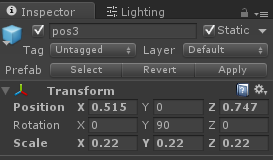 Inspector Lighting
pos3 Static
Tag Untagged Layer Default
Prefab Select Revert Apply
Transform
Position X 0.515 Y 0 Z 0.747
Rotation X 0 Y 90 Z 0
Scale X 0.22 Y 0.22 Z 0.22